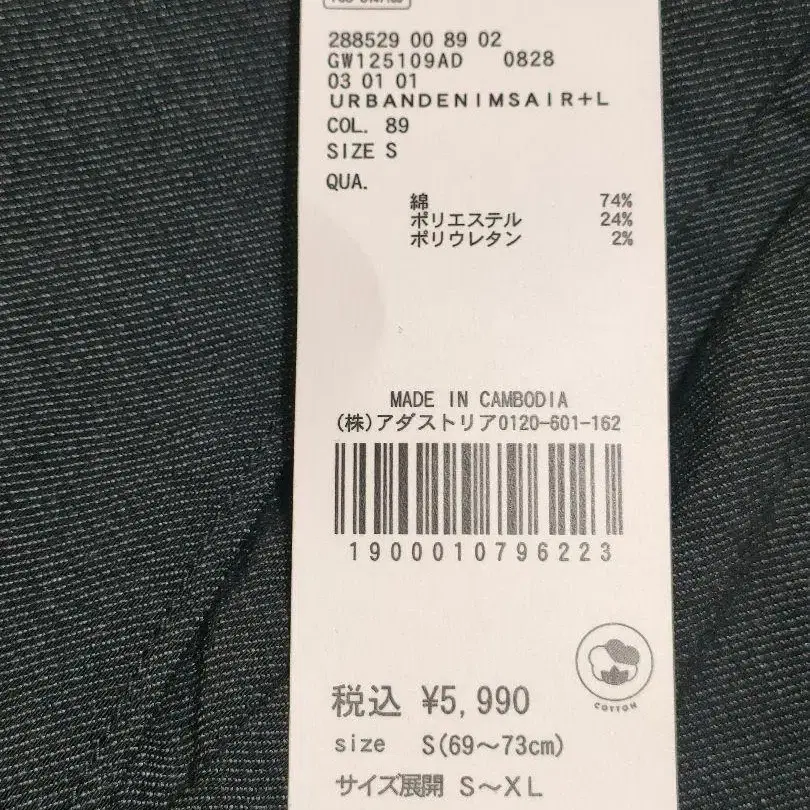 288529 00 89 02
GW125109AD 0828
03 01 01
URBANDENIMSAIR+L
COL. 89
SIZE S
QUA.
綿 74%
ポリエステル 24%
ポリウレタン 2%
MADE IN CAMBODIA
(株)アダストリア0120-601-162
1900010796223
COTTON
税込 ¥5,990
size S(69〜73cm)
サイズ展開 S〜XL